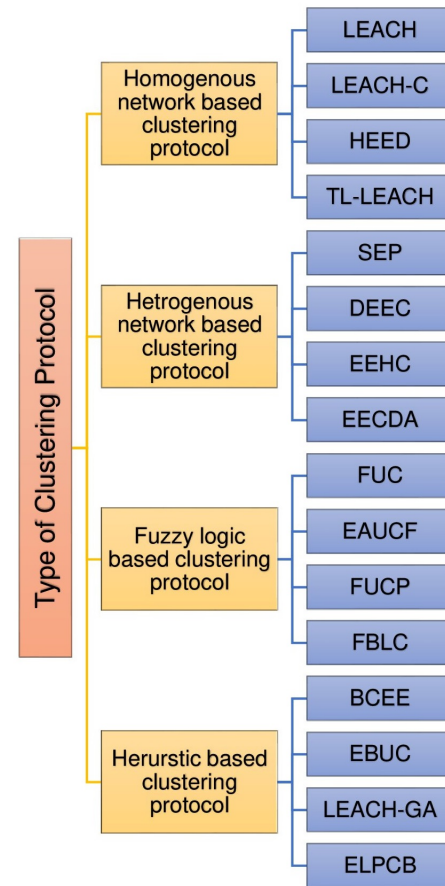 Type of Clustering Protocol
Homogenous
network based
clustering
protocol
LEACH
LEACH-C
HEED
TL-LEACH
Hetrogenous
network based
clustering
protocol
SEP
DEEC
EEHC
EECDA
Fuzzy logic
based clustering
protocol
FUC
EAUCF
FUCP
FBLC
Herurstic based
clustering
protocol
BCEE
EBUC
LEACH-GA
ELPCB